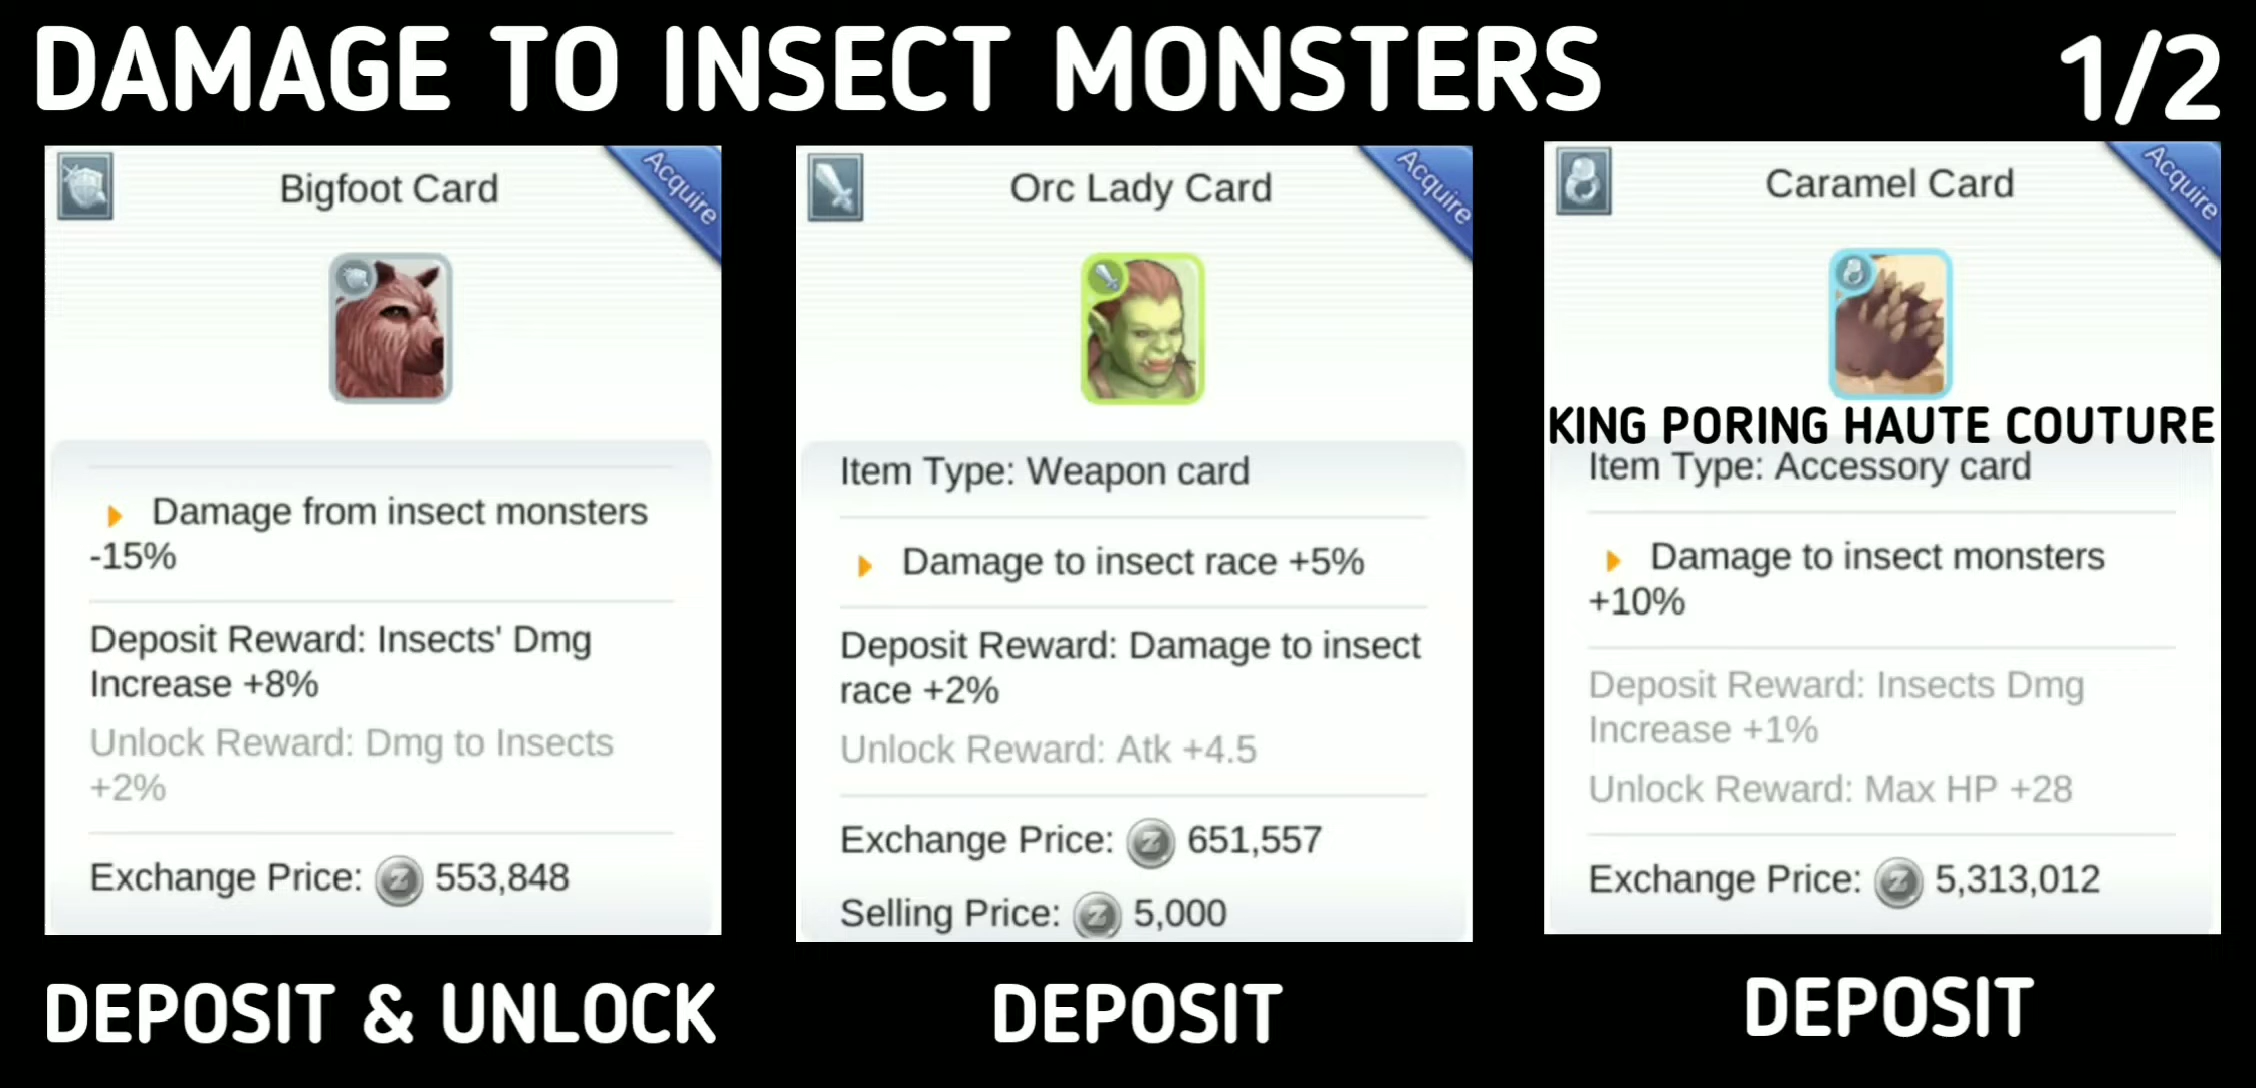 DAMAGE TO INSECT MONSTERS
1/2
Bigfoot Card
Acquire
Damage from insect monsters
-15%
Deposit Reward: Insects' Dmg
Increase +8%
Unlock Reward: Dmg to Insects
+2%
Exchange Price: 553,848
DEPOSIT & UNLOCK
Orc Lady Card
Acquire
Item Type: Weapon card
Damage to insect race +5%
Deposit Reward: Damage to insect
race +2%
Unlock Reward: Atk +4.5
Exchange Price: 651,557
Selling Price: 5,000
DEPOSIT
Caramel Card
Acquire
KING PORING HAUTE COUTURE
Item Type: Accessory card
Damage to insect monsters
+10%
Deposit Reward: Insects Dmg
Increase +1%
Unlock Reward: Max HP +28
Exchange Price: 5,313,012
DEPOSIT